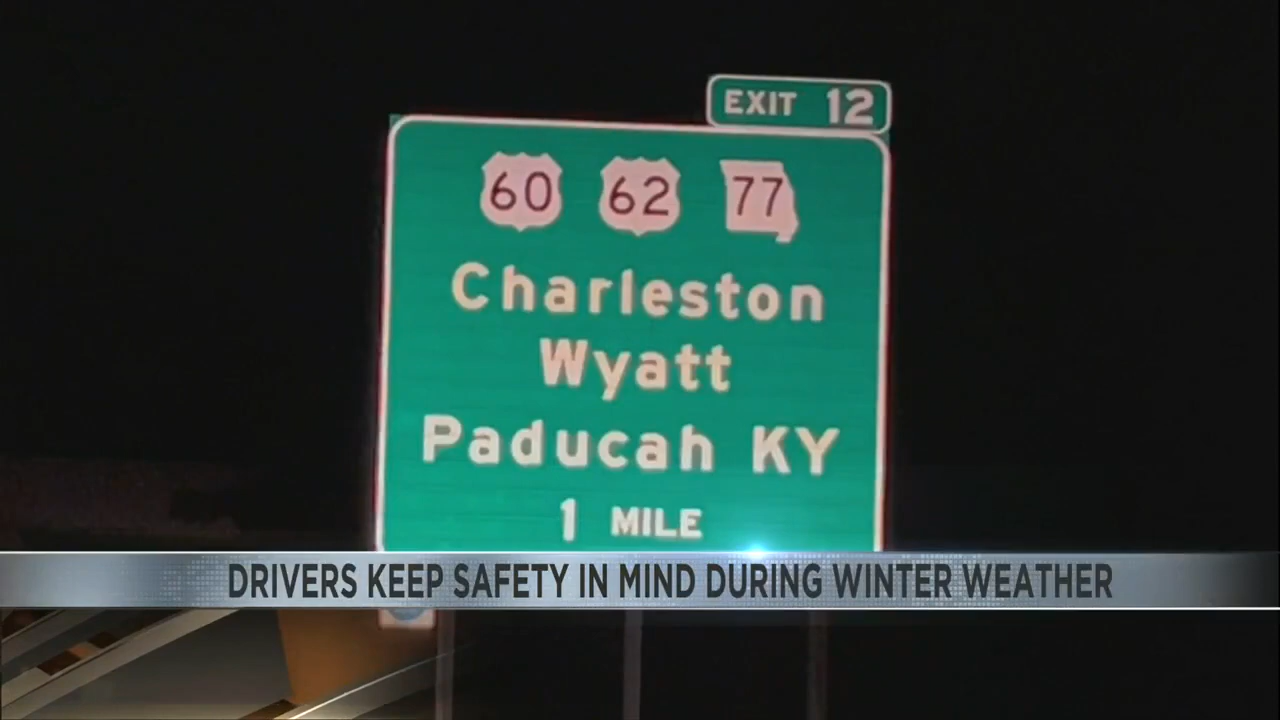 EXIT 12
60 62 77
Charleston
Wyatt
Paducah KY
1 MILE
DRIVERS KEEP SAFETY IN MIND DURING WINTER WEATHER